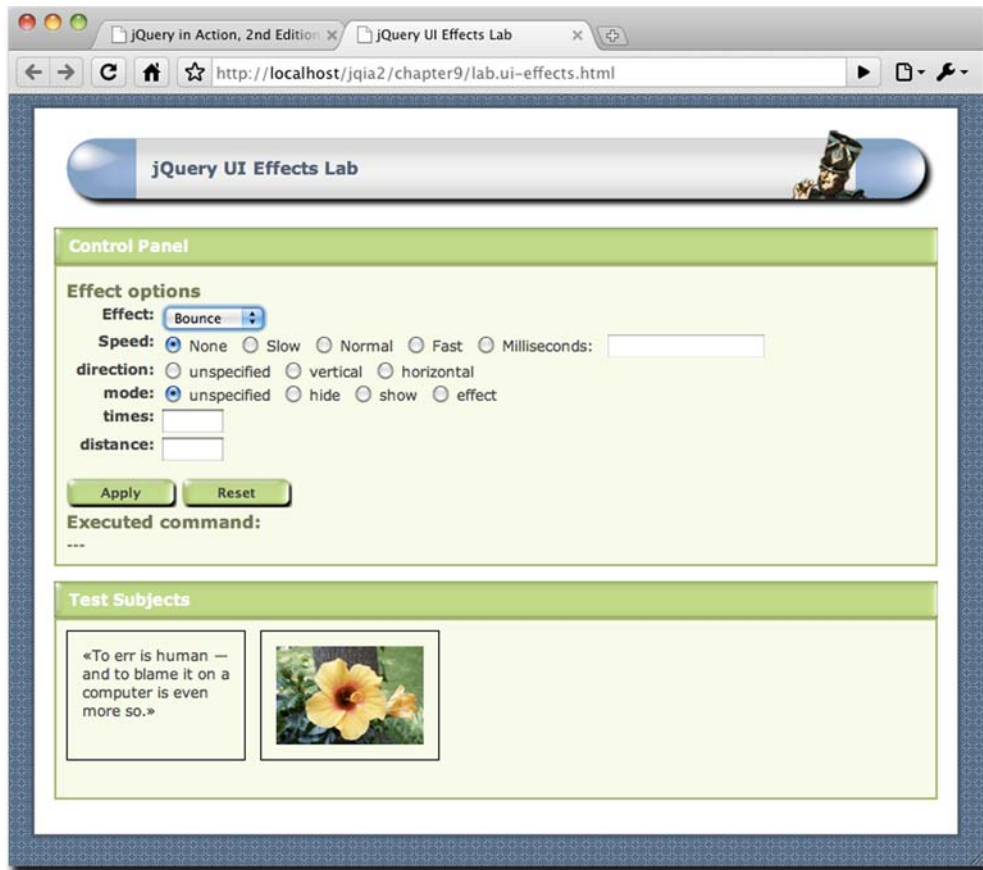 jQuery in Action, 2nd Edition
jQuery UI Effects Lab
http://localhost/jqia2/chapter9/lab.ui-effects.html
jQuery UI Effects Lab
Control Panel
Effect options
Effect: Bounce
Speed: None Slow Normal Fast Milliseconds:
direction: unspecified vertical horizontal
mode: unspecified hide show effect
times:
distance:
Apply Reset
Executed command:
---
Test Subjects
«To err is human —
and to blame it on a
computer is even
more so.»